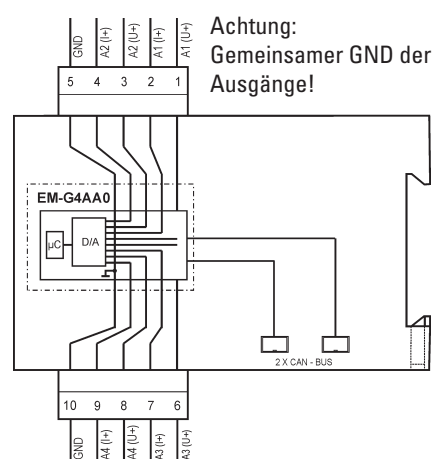 Achtung:
Gemeinsamer GND der
Ausgänge!
GND
A2 (I+)
A2 (U+)
A1 (I+)
A1 (U+)
5 4 3 2 1
EM-G4AA0
µC
D/A
2 X CAN - BUS
10 9 8 7 6
GND
A4 (I+)
A4 (U+)
A3 (I+)
A3 (U+)